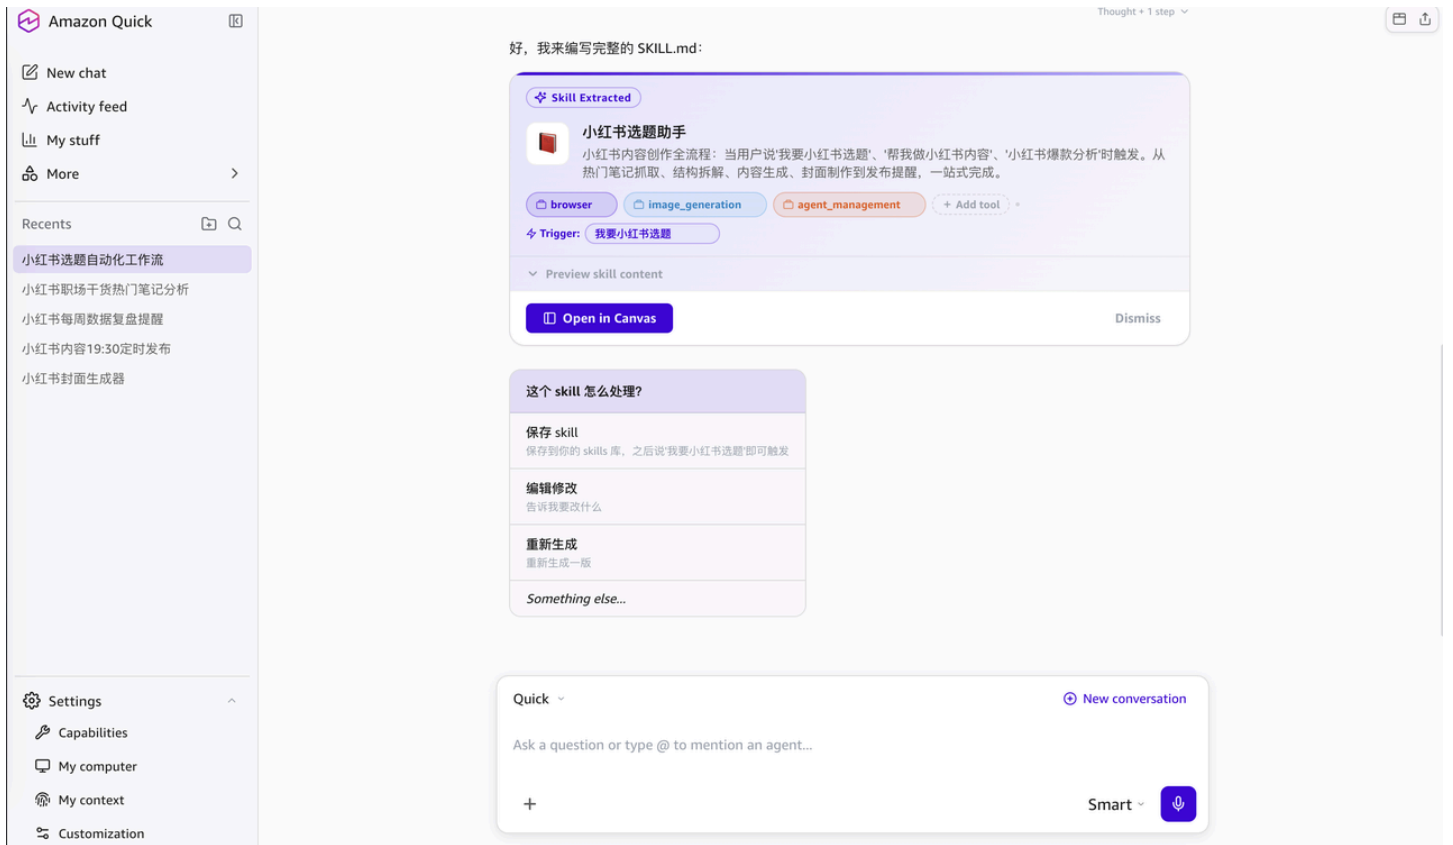 Amazon Quick
New chat
Activity feed
My stuff
More
Recents
小红书选题自动化工作流
小红书职场干货热门笔记分析
小红书每周数据复盘提醒
小红书内容19:30定时发布
小红书封面生成器
Settings
Capabilities
My computer
My context
Customization
Thought + 1 step
好，我来编写完整的 SKILL.md：
Skill Extracted
小红书选题助手
小红书内容创作全流程：当用户说'我要小红书选题'、'帮我做小红书内容'、'小红书爆款分析'时触发。从
热门笔记抓取、结构拆解、内容生成、封面制作到发布提醒，一站式完成。
browser
image_generation
agent_management
+ Add tool
Trigger: 我要小红书选题
Preview skill content
Open in Canvas
Dismiss
这个 skill 怎么处理？
保存 skill
保存到你的 skills 库，之后说'我要小红书选题'即可触发
编辑修改
告诉我要改什么
重新生成
重新生成一版
Something else...
Quick
New conversation
Ask a question or type @ to mention an agent...
Smart